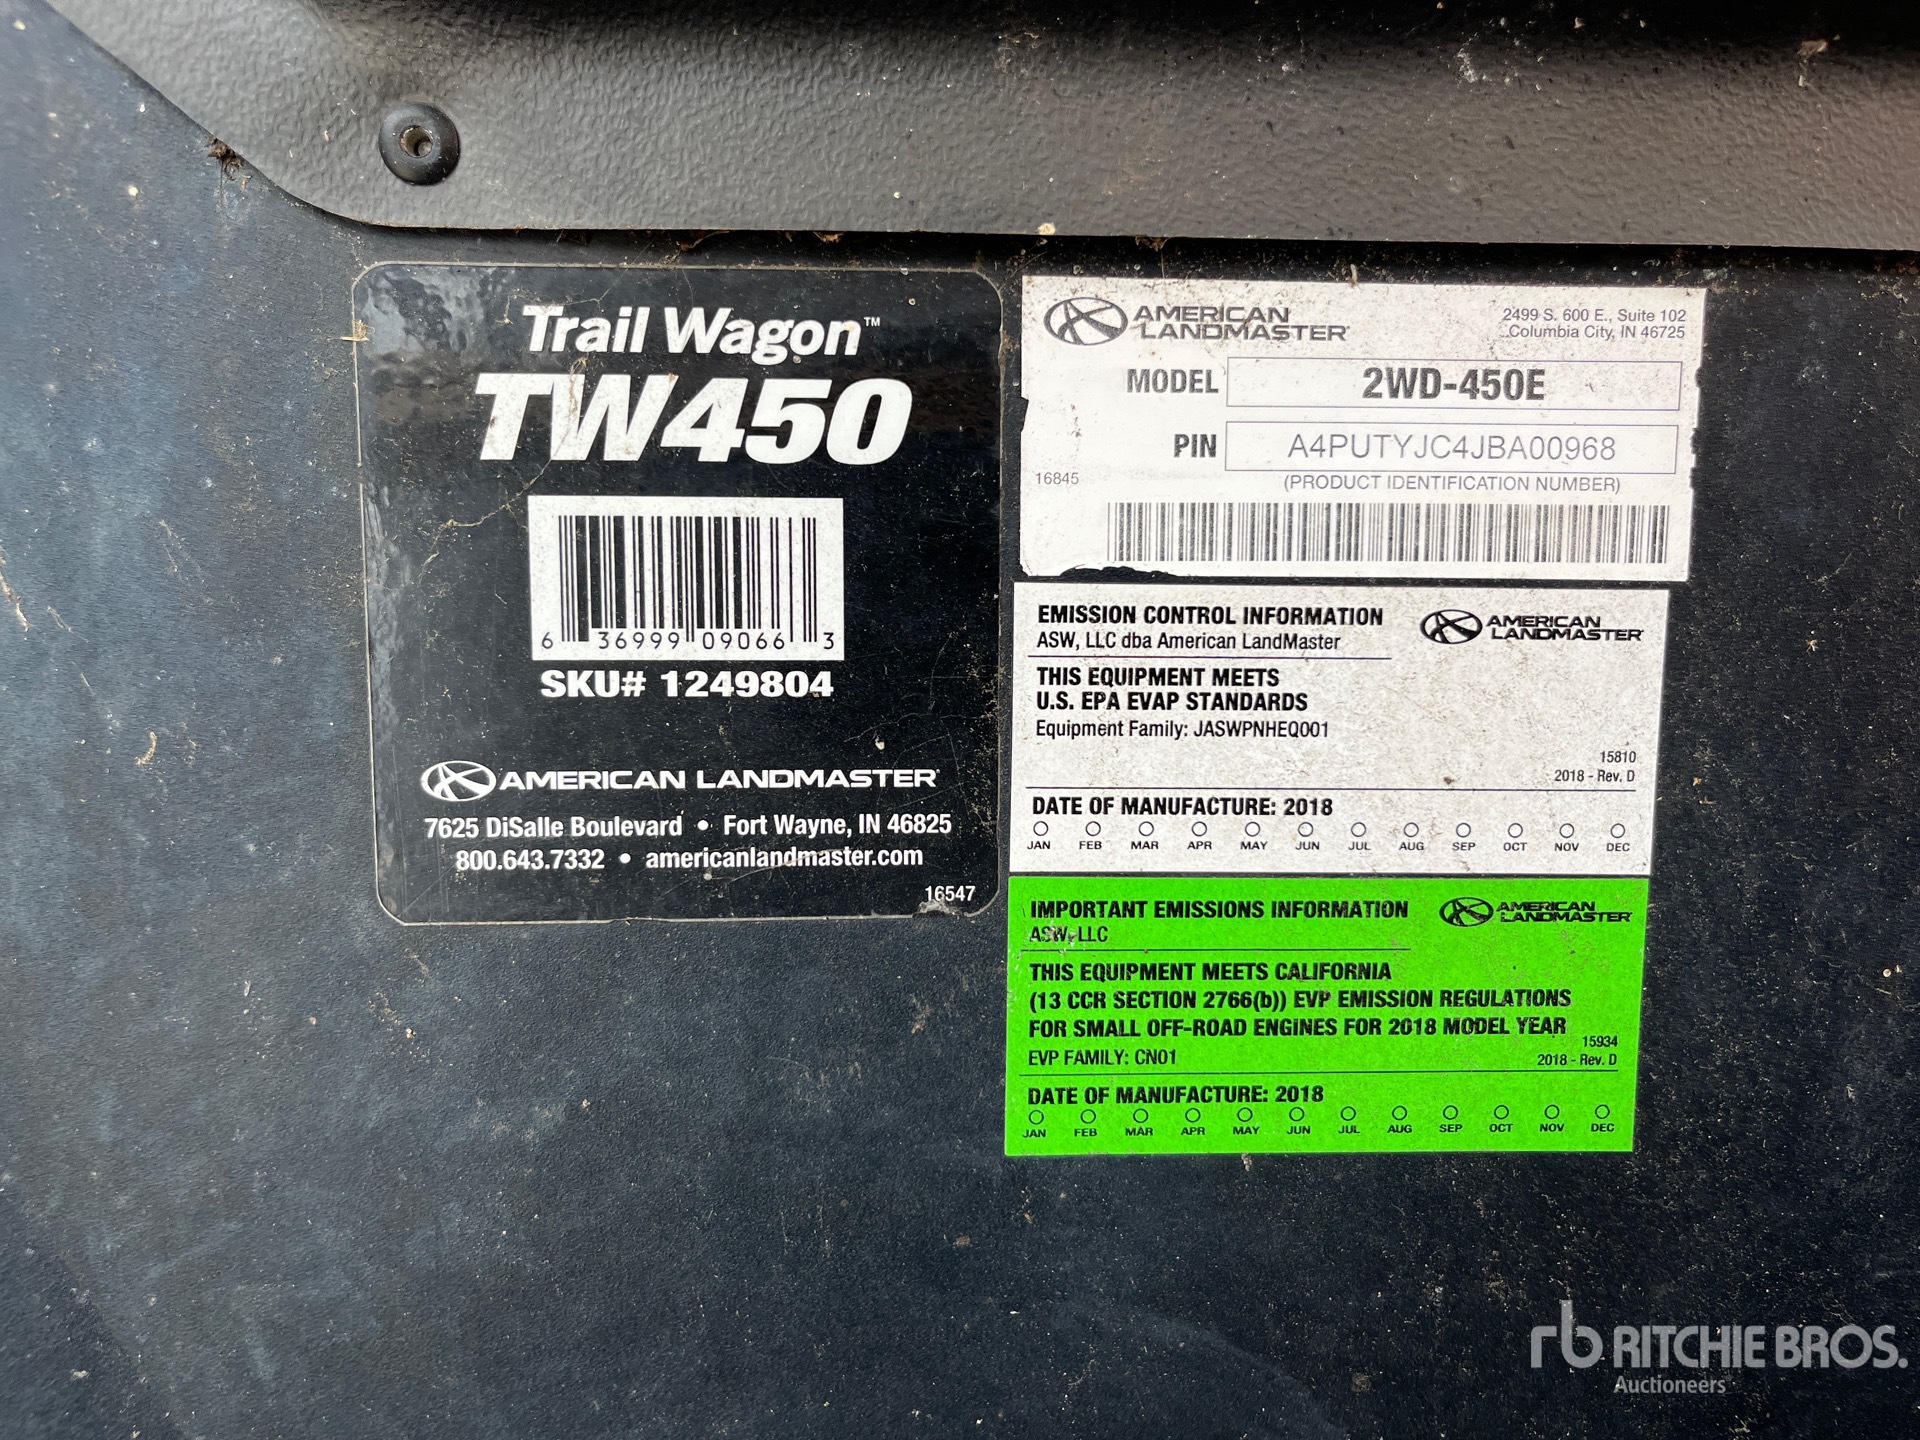 Trail Wagon™
TW450
6 36999 09066 3
SKU# 1249804
AMERICAN LANDMASTER
7625 DiSalle Boulevard • Fort Wayne, IN 46825
800.643.7332 • americanlandmaster.com
16547
AMERICAN
LANDMASTER
2499 S. 600 E., Suite 102
Columbia City, IN 46725
MODEL 2WD-450E
PIN A4PUTYJC4JBA00968
16845 (PRODUCT IDENTIFICATION NUMBER)
EMISSION CONTROL INFORMATION
ASW, LLC dba American LandMaster
AMERICAN
LANDMASTER
THIS EQUIPMENT MEETS
U.S. EPA EVAP STANDARDS
Equipment Family: JASWPNHEQ001
15810
2018 - Rev. D
DATE OF MANUFACTURE: 2018
JAN FEB MAR APR MAY JUN JUL AUG SEP OCT NOV DEC
IMPORTANT EMISSIONS INFORMATION
ASW, LLC
AMERICAN
LANDMASTER
THIS EQUIPMENT MEETS CALIFORNIA
(13 CCR SECTION 2766(b)) EVP EMISSION REGULATIONS
FOR SMALL OFF-ROAD ENGINES FOR 2018 MODEL YEAR
15934
EVP FAMILY: CN01 2018 - Rev. D
DATE OF MANUFACTURE: 2018
JAN FEB MAR APR MAY JUN JUL AUG SEP OCT NOV DEC
rb RITCHIE BROS.
Auctioneers